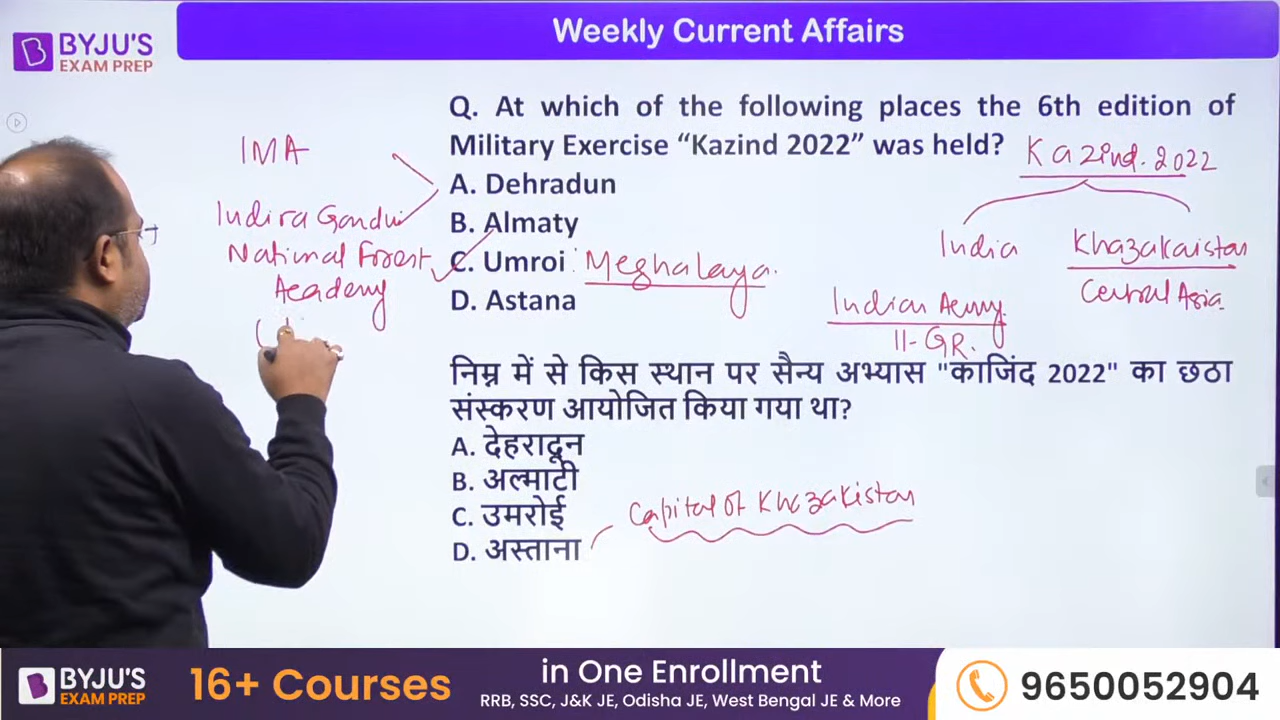 BYJU'S
EXAM PREP
Weekly Current Affairs
Q. At which of the following places the 6th edition of
Military Exercise “Kazind 2022” was held?
A. Dehradun
B. Almaty
C. Umroi : Meghalaya.
D. Astana
IMA
Indira Gandhi
National Forest
Academy
Kazind. 2022
India
Khazakaistan
Central Asia
Indian Army
11- GR.
निम्न में से किस स्थान पर सैन्य अभ्यास "काजिंद 2022" का छठा
संस्करण आयोजित किया गया था?
A. देहरादून
B. अल्माटी
C. उमरोई
D. अस्ताना
Capital of Khazakistan
BYJU'S
EXAM PREP
16+ Courses
in One Enrollment
RRB, SSC, J&K JE, Odisha JE, West Bengal JE & More
9650052904